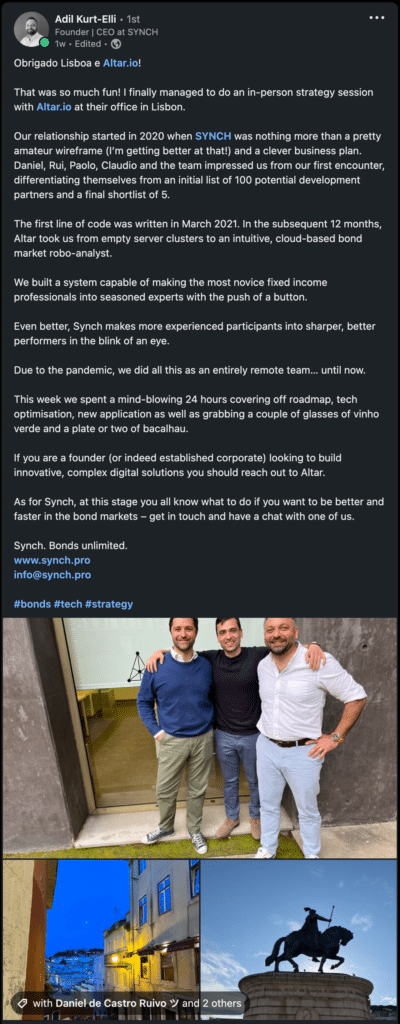 Adil Kurt-Elli • 1st
Founder | CEO at SYNCH
1w • Edited •
Obrigado Lisboa e Altar.io!
That was so much fun! I finally managed to do an in-person strategy session
with Altar.io at their office in Lisbon.
Our relationship started in 2020 when SYNCH was nothing more than a pretty
amateur wireframe (I'm getting better at that!) and a clever business plan.
Daniel, Rui, Paolo, Claudio and the team impressed us from our first encounter,
differentiating themselves from an initial list of 100 potential development
partners and a final shortlist of 5.
The first line of code was written in March 2021. In the subsequent 12 months,
Altar took us from empty server clusters to an intuitive, cloud-based bond
market robo-analyst.
We built a system capable of making the most novice fixed income
professionals into seasoned experts with the push of a button.
Even better, Synch makes more experienced participants into sharper, better
performers in the blink of an eye.
Due to the pandemic, we did all this as an entirely remote team... until now.
This week we spent a mind-blowing 24 hours covering off roadmap, tech
optimisation, new application as well as grabbing a couple of glasses of vinho
verde and a plate or two of bacalhau.
If you are a founder (or indeed established corporate) looking to build
innovative, complex digital solutions you should reach out to Altar.
As for Synch, at this stage you all know what to do if you want to be better and
faster in the bond markets – get in touch and have a chat with one of us.
Synch. Bonds unlimited.
www.synch.pro
info@synch.pro
#bonds #tech #strategy
with Daniel de Castro Ruivo ツ and 2 others